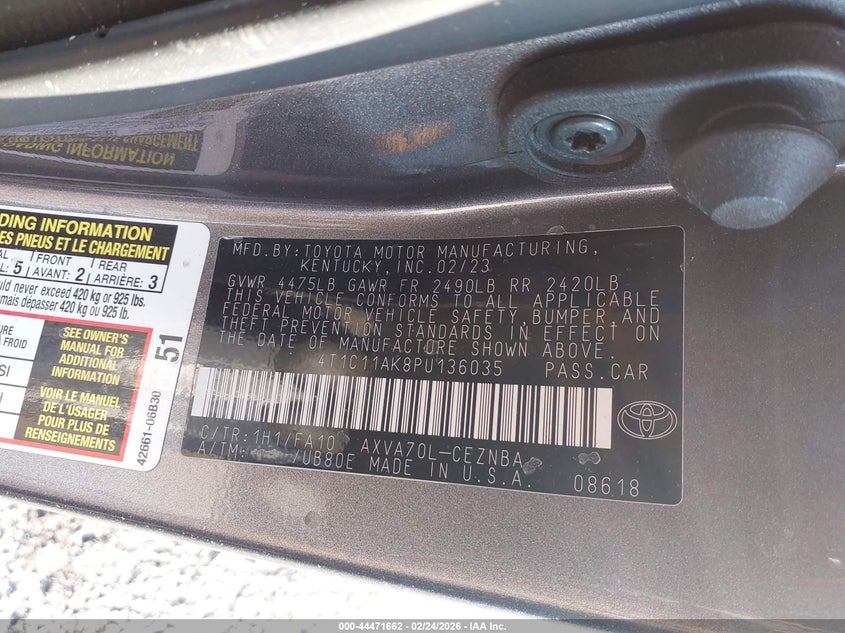 DING INFORMATION
ES PNEUS ET LE CHARGEMENT
FRONT
REAR
5
AVANT: 2
ARRIÈRE: 3
never exceed 420 kg or 925 lbs.
dépasser 420 kg ou 925 lb.
FROID
SEE OWNER'S
MANUAL FOR
ADDITIONAL
INFORMATION
VOIR LE MANUEL
DE L'USAGER
POUR PLUS DE
RENSEIGNEMENTS
51
42661-06B30
MFD.BY:TOYOTA MOTOR MANUFACTURING,
KENTUCKY,INC.02/23
GVWR 4475LB GAWR FR 2490LB RR 2420LB
THIS VEHICLE CONFORMS TO ALL APPLICABLE
FEDERAL MOTOR VEHICLE SAFETY,BUMPER,AND
THEFT PREVENTION STANDARDS IN EFFECT ON
THE DATE OF MANUFACTURE SHOWN ABOVE.
4T1C11AK8PU136035 PASS.CAR
C/TR:1H1/FA10 AXVA70L-CEZNBA
A/TM: /UB80E MADE IN U.S.A. 08618
TOYOTA
000-44471662 - 02/24/2026 - IAA Inc.